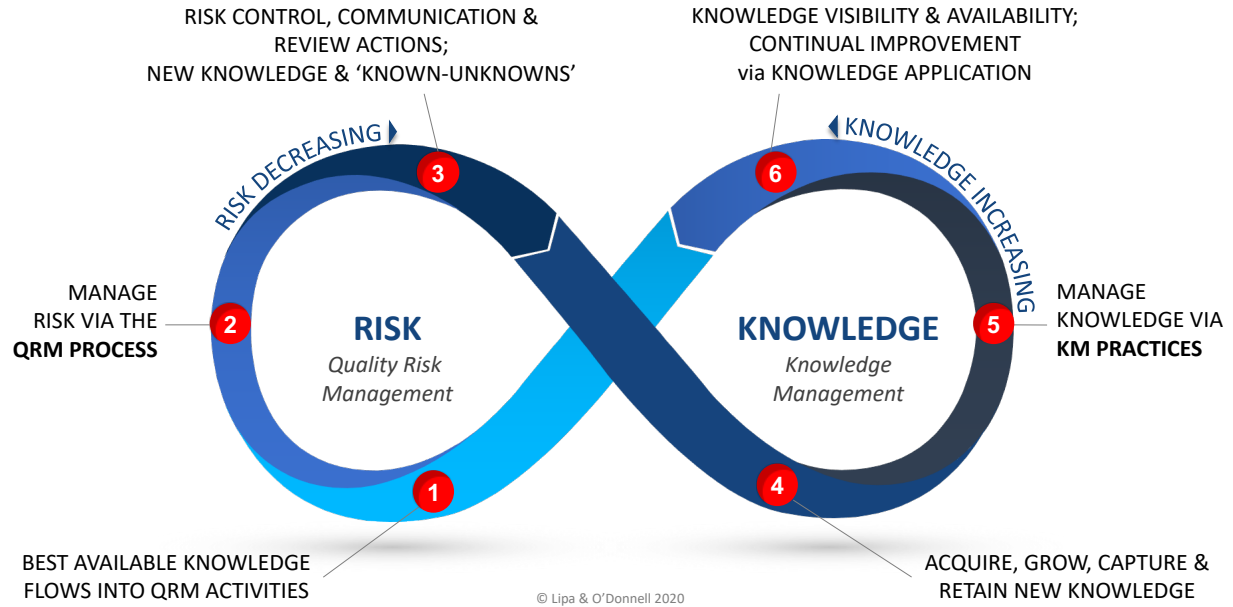 RISK CONTROL, COMMUNICATION &
REVIEW ACTIONS;
NEW KNOWLEDGE & ‘KNOWN-UNKNOWNS’
KNOWLEDGE VISIBILITY & AVAILABILITY;
CONTINUAL IMPROVEMENT
via KNOWLEDGE APPLICATION
RISK DECREASING
KNOWLEDGE INCREASING
3
6
MANAGE
RISK VIA THE
QRM PROCESS
2
RISK
Quality Risk
Management
KNOWLEDGE
Knowledge
Management
5
MANAGE
KNOWLEDGE VIA
KM PRACTICES
1
4
BEST AVAILABLE KNOWLEDGE
FLOWS INTO QRM ACTIVITIES
ACQUIRE, GROW, CAPTURE &
RETAIN NEW KNOWLEDGE
© Lipa & O’Donnell 2020